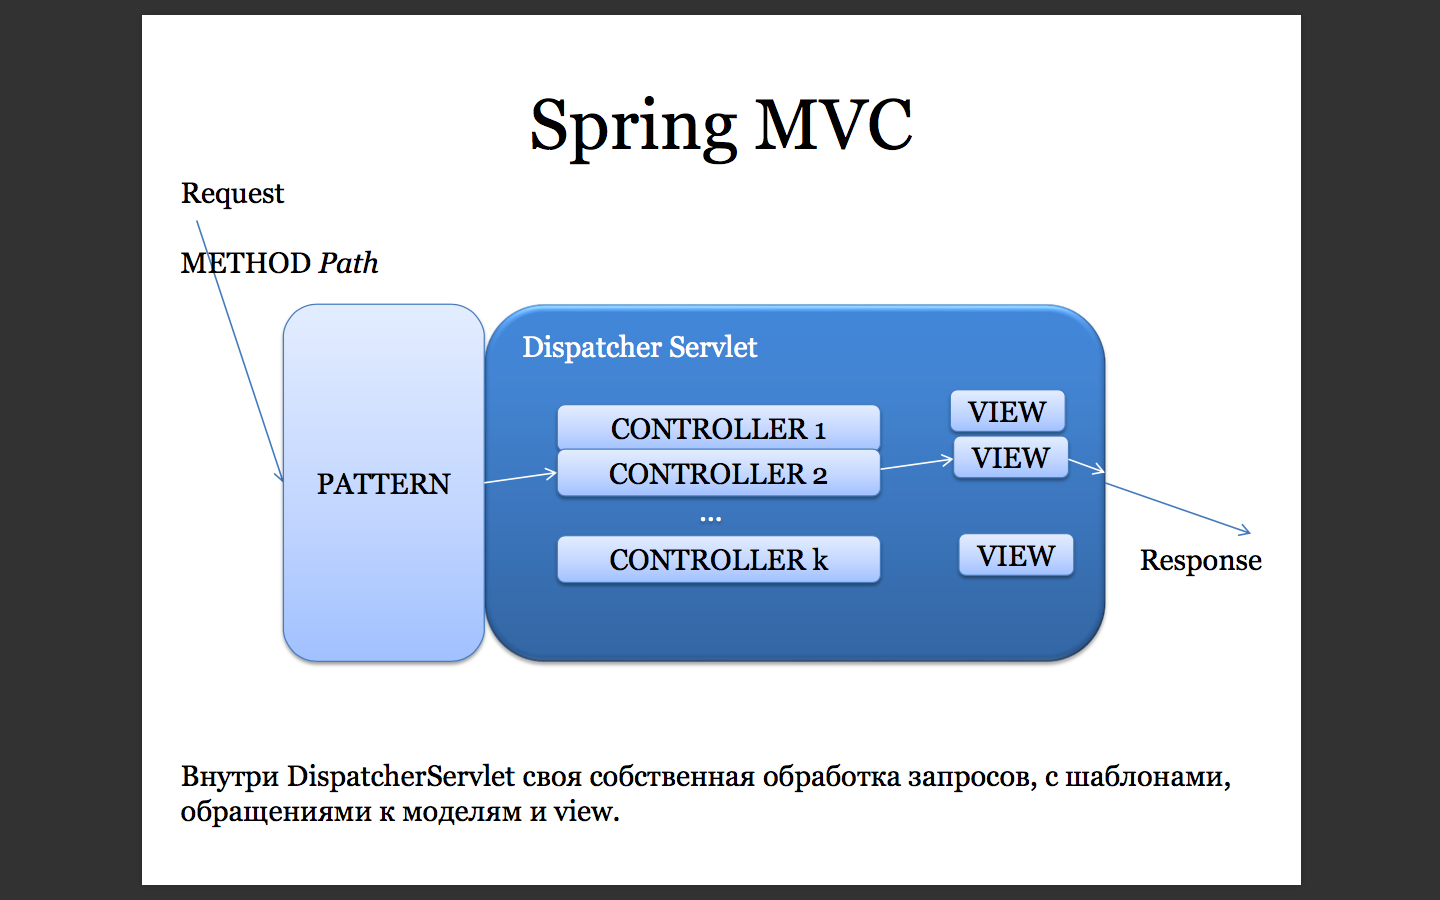 Spring MVC
Request
METHOD Path
Dispatcher Servlet
PATTERN
CONTROLLER 1
CONTROLLER 2
...
CONTROLLER k
VIEW
VIEW
VIEW
Response
Внутри DispatcherServlet своя собственная обработка запросов, с шаблонами,
обращениями к моделям и view.